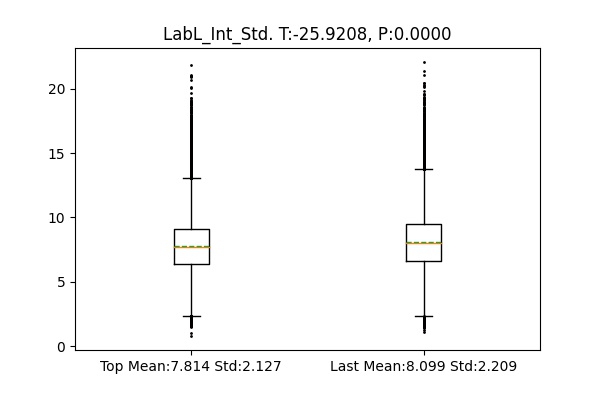 LabL_Int_Std. T:-25.9208, P:0.0000
20
15
10
5
0
Top Mean:7.814 Std:2.127
Last Mean:8.099 Std:2.209